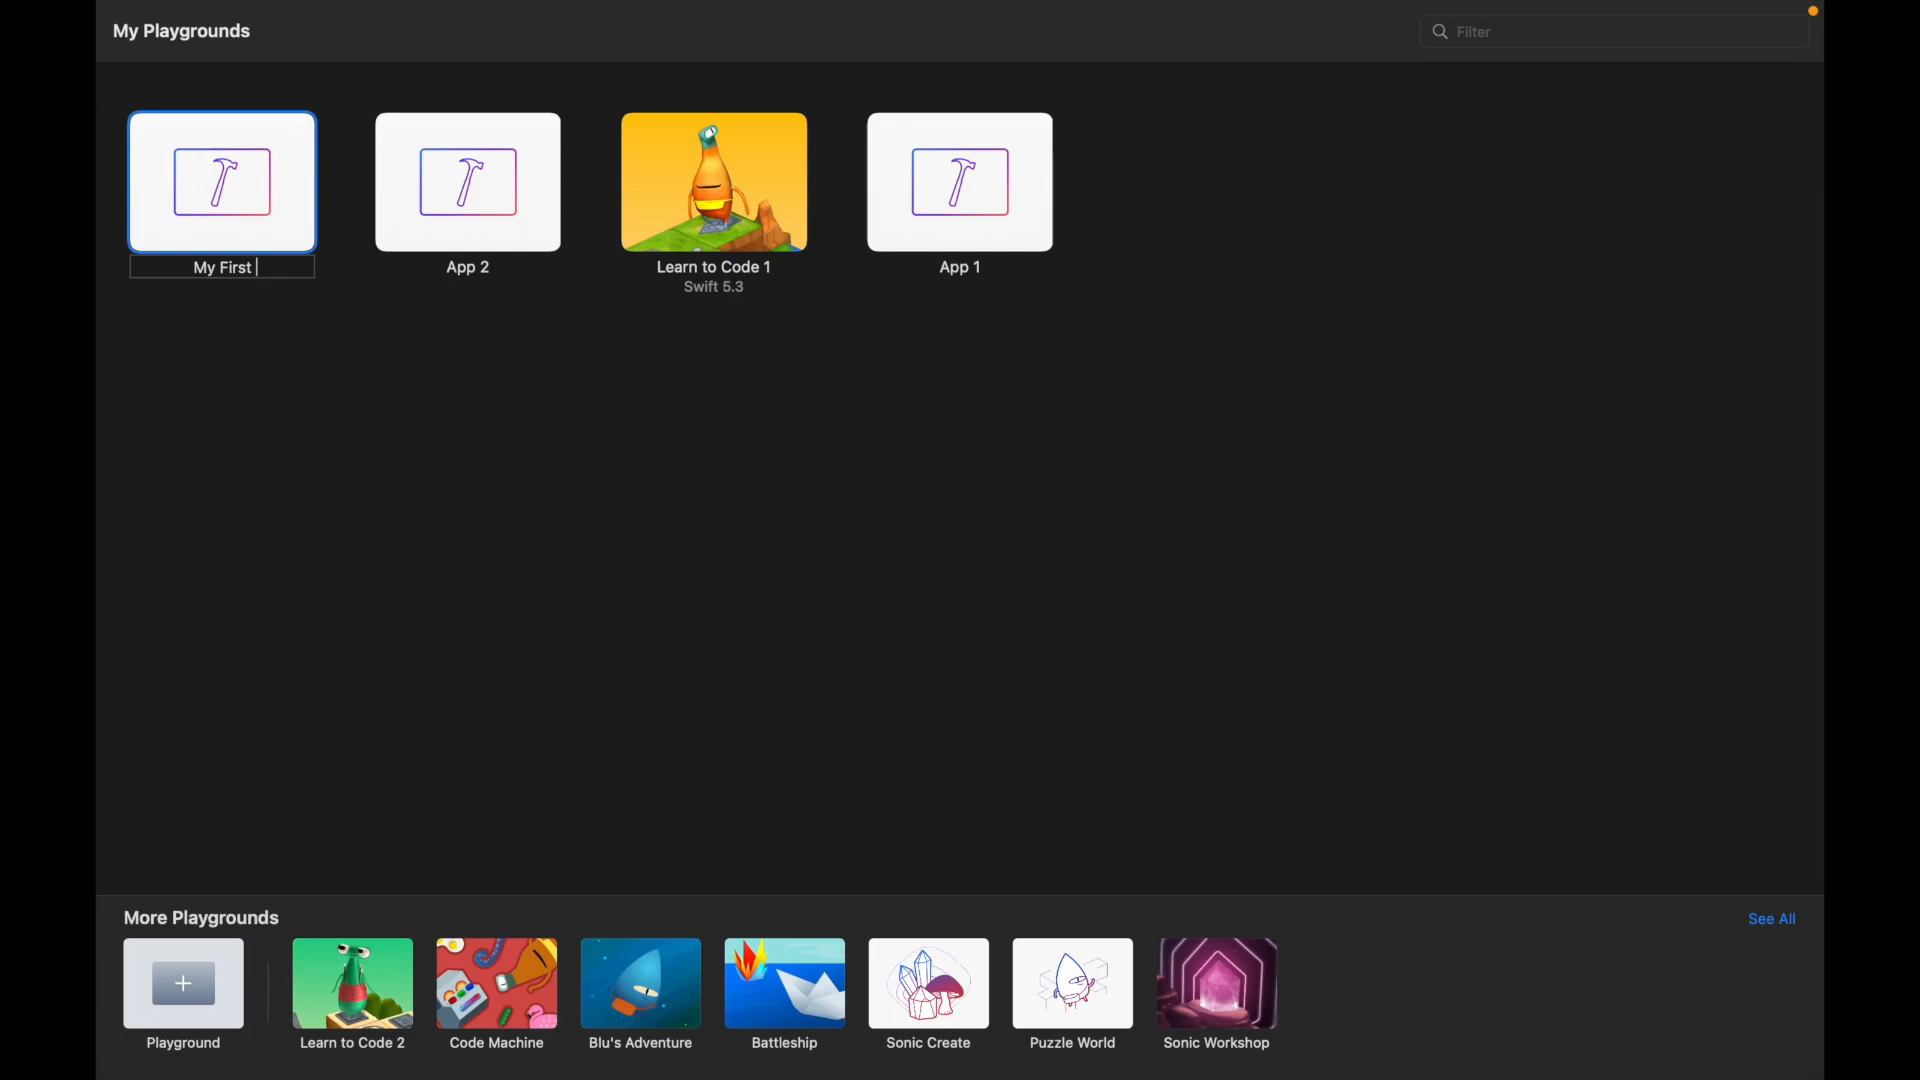 My Playgrounds
Filter
My First
App 2
Learn to Code 1
Swift 5.3
App 1
More Playgrounds
See All
Playground
Learn to Code 2
Code Machine
Blu's Adventure
Battleship
Sonic Create
Puzzle World
Sonic Workshop